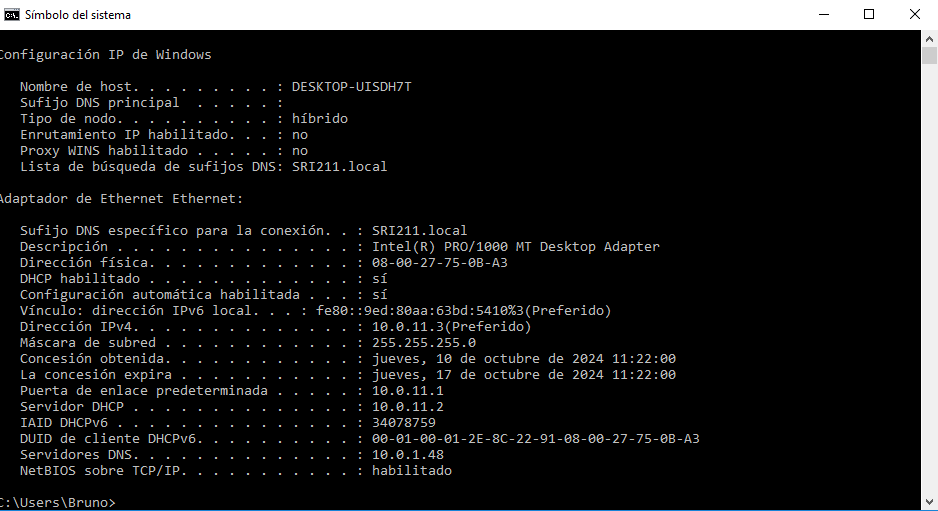 Símbolo del sistema
Configuración IP de Windows
Nombre de host. . . . . . . . . : DESKTOP-UISDH7T
Sufijo DNS principal  . . . . . :
Tipo de nodo. . . . . . . . . . : híbrido
Enrutamiento IP habilitado. . . : no
Proxy WINS habilitado . . . . . : no
Lista de búsqueda de sufijos DNS: SRI211.local
Adaptador de Ethernet Ethernet:
Sufijo DNS específico para la conexión. . : SRI211.local
Descripción . . . . . . . . . . . . . . . : Intel(R) PRO/1000 MT Desktop Adapter
Dirección física. . . . . . . . . . . . . : 08-00-27-75-0B-A3
DHCP habilitado . . . . . . . . . . . . . : sí
Configuración automática habilitada . . . : sí
Vínculo: dirección IPv6 local. . . : fe80::9ed:80aa:63bd:5410%3(Preferido)
Dirección IPv4. . . . . . . . . . . . . . : 10.0.11.3(Preferido)
Máscara de subred . . . . . . . . . . . . : 255.255.255.0
Concesión obtenida. . . . . . . . . . . . : jueves, 10 de octubre de 2024 11:22:00
La concesión expira . . . . . . . . . . . : jueves, 17 de octubre de 2024 11:22:00
Puerta de enlace predeterminada . . . . . : 10.0.11.1
Servidor DHCP . . . . . . . . . . . . . . : 10.0.11.2
IAID DHCPv6 . . . . . . . . . . . . . . . : 34078759
DUID de cliente DHCPv6. . . . . . . . . . : 00-01-00-01-2E-8C-22-91-08-00-27-75-0B-A3
Servidores DNS. . . . . . . . . . . . . . : 10.0.1.48
NetBIOS sobre TCP/IP. . . . . . . . . . . : habilitado
C:\Users\Bruno>